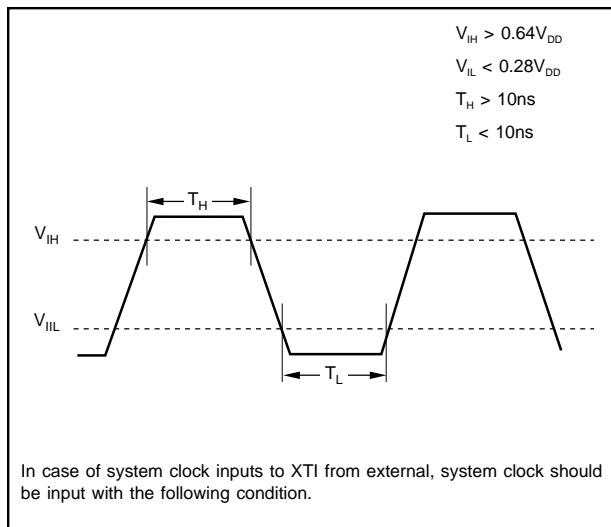 V_IH > 0.64V_DD
V_IL < 0.28V_DD
T_H > 10ns
T_L < 10ns
T_H
V_IH
V_IIL
T_L
In case of system clock inputs to XTI from external, system clock should
be input with the following condition.